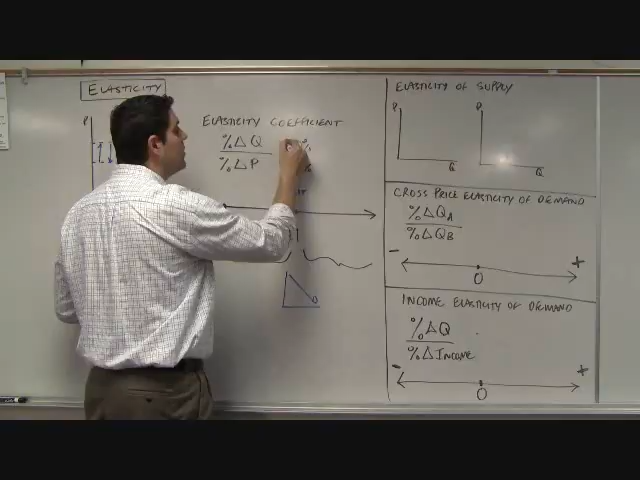 ELASTICITY
P
ELASTICITY COEFFICIENT
%ΔQ
%ΔP
%
D
ELASTICITY OF SUPPLY
P
Q
P
Q
CROSS PRICE ELASTICITY OF DEMAND
%ΔQA
%ΔQB
- +
0
INCOME ELASTICITY OF DEMAND
%ΔQ
%ΔINCOME
- +
0